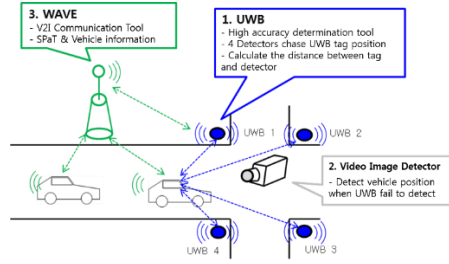 3. WAVE
- V2I Communication Tool
- SPaT & Vehicle information
1. UWB
- High accuracy determination tool
- 4 Detectors chase UWB tag position
- Calculate the distance between tag
and detector
UWB 1
UWB 2
2. Video Image Detector
- Detect vehicle position
when UWB fail to detect
UWB 4
UWB 3